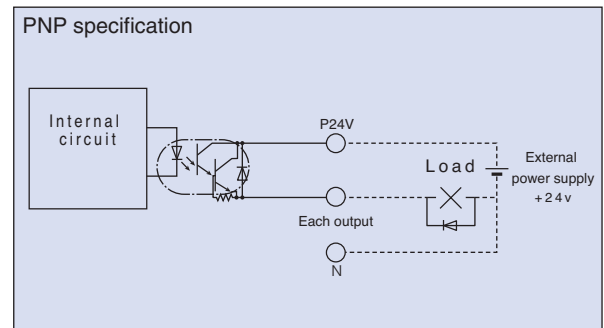 PNP specification
Internal
circuit
P24V
Load
External
power supply
+24v
Each output
N